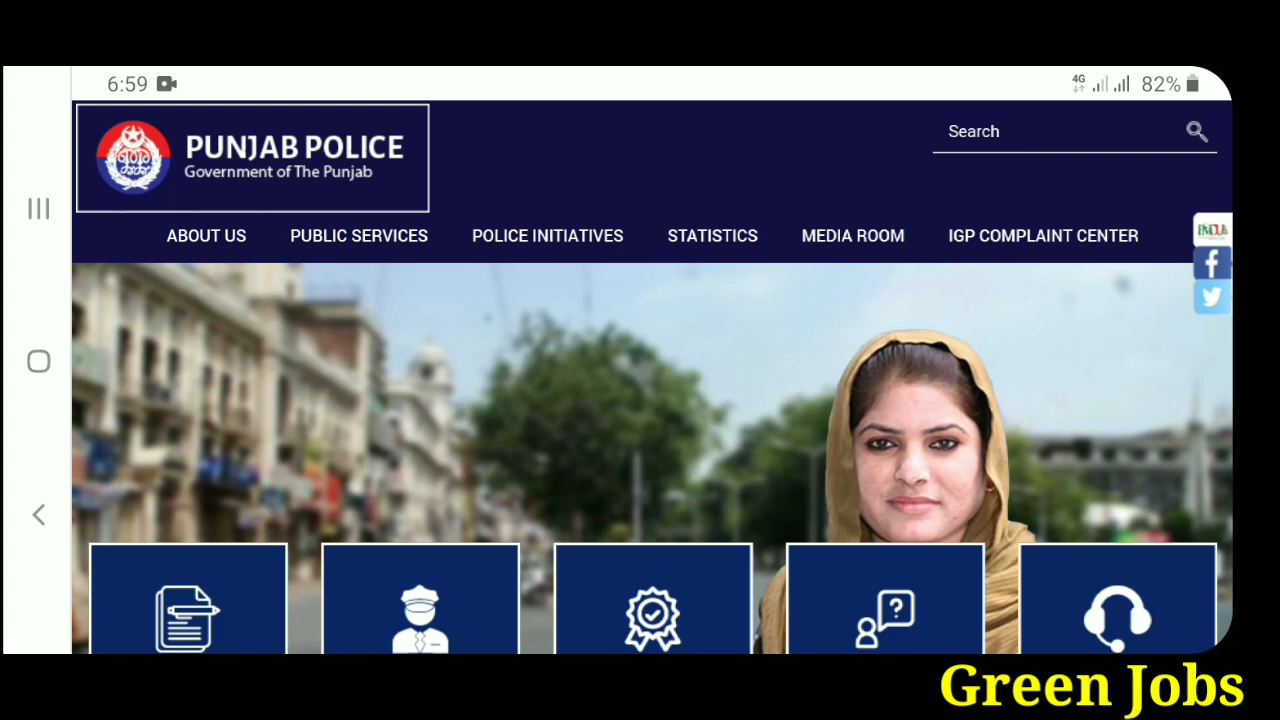 6:59
4G 82%
PUNJAB POLICE
Government of The Punjab
Search
ABOUT US PUBLIC SERVICES POLICE INITIATIVES STATISTICS MEDIA ROOM IGP COMPLAINT CENTER
f
?
Green Jobs